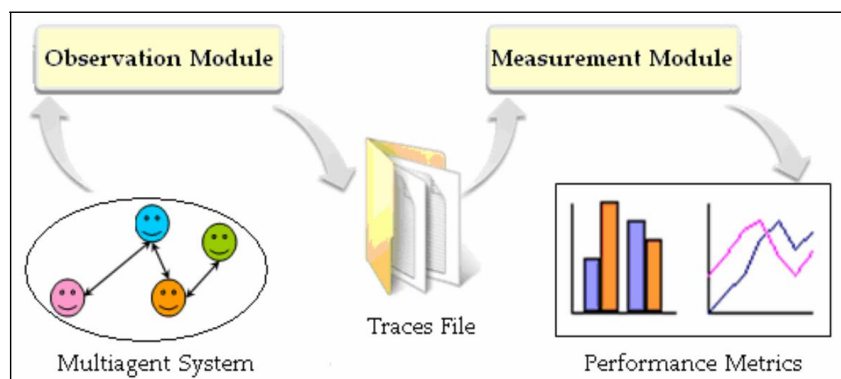 Observation Module
Measurement Module
Traces File
Multiagent System
Performance Metrics